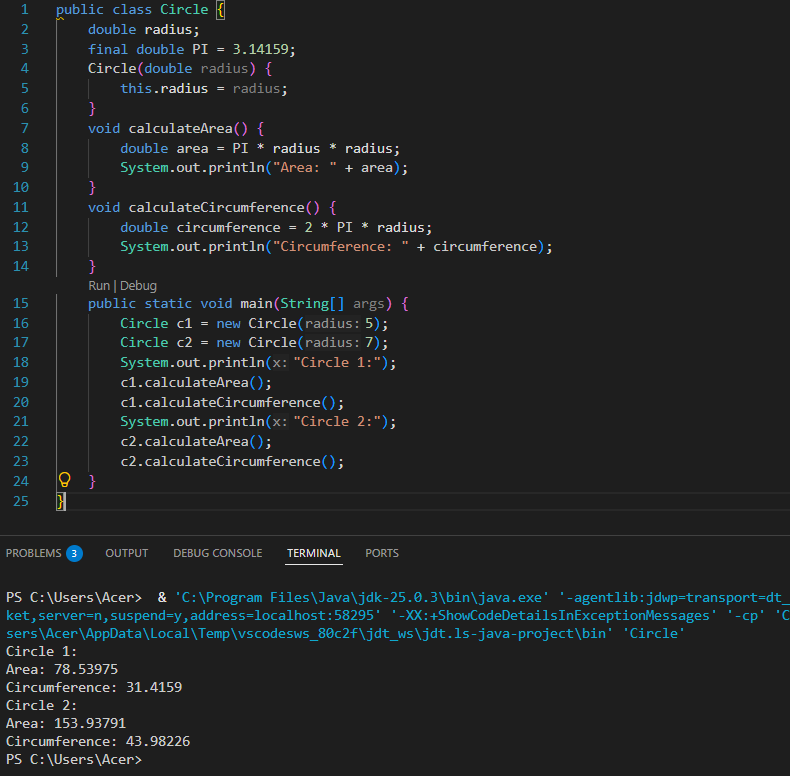 1 public class Circle {
2     double radius;
3     final double PI = 3.14159;
4     Circle(double radius) {
5         this.radius = radius;
6     }
7     void calculateArea() {
8         double area = PI * radius * radius;
9         System.out.println("Area: " + area);
10     }
11     void calculateCircumference() {
12         double circumference = 2 * PI * radius;
13         System.out.println("Circumference: " + circumference);
14     }
Run | Debug
15     public static void main(String[] args) {
16         Circle c1 = new Circle(radius: 5);
17         Circle c2 = new Circle(radius: 7);
18         System.out.println(x: "Circle 1:");
19         c1.calculateArea();
20         c1.calculateCircumference();
21         System.out.println(x: "Circle 2:");
22         c2.calculateArea();
23         c2.calculateCircumference();
24     }
25 }
PROBLEMS 3 OUTPUT DEBUG CONSOLE TERMINAL PORTS
PS C:\Users\Acer>  & 'C:\Program Files\Java\jdk-25.0.3\bin\java.exe' '-agentlib:jdwp=transport=dt_
ket,server=n,suspend=y,address=localhost:58295' '-XX:+ShowCodeDetailsInExceptionMessages' '-cp' 'C
sers\Acer\AppData\Local\Temp\vscodesws_80c2f\jdt_ws\jdt.ls-java-project\bin' 'Circle'
Circle 1:
Area: 78.53975
Circumference: 31.4159
Circle 2:
Area: 153.93791
Circumference: 43.98226
PS C:\Users\Acer>